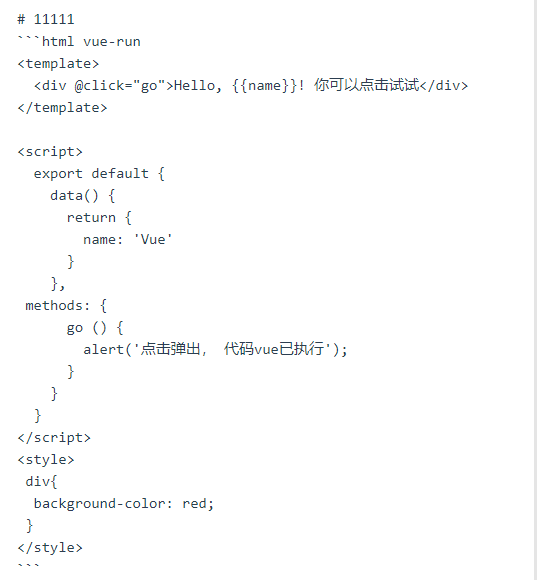 # 11111
```html vue-run
<template>
  <div @click="go">Hello, {{name}}! 你可以点击试试</div>
</template>

<script>
  export default {
    data() {
      return {
        name: 'Vue'
      }
    },
 methods: {
      go () {
        alert('点击弹出， 代码vue已执行');
      }
    }
  }
</script>
<style>
 div{
  background-color: red;
 }
</style>
```